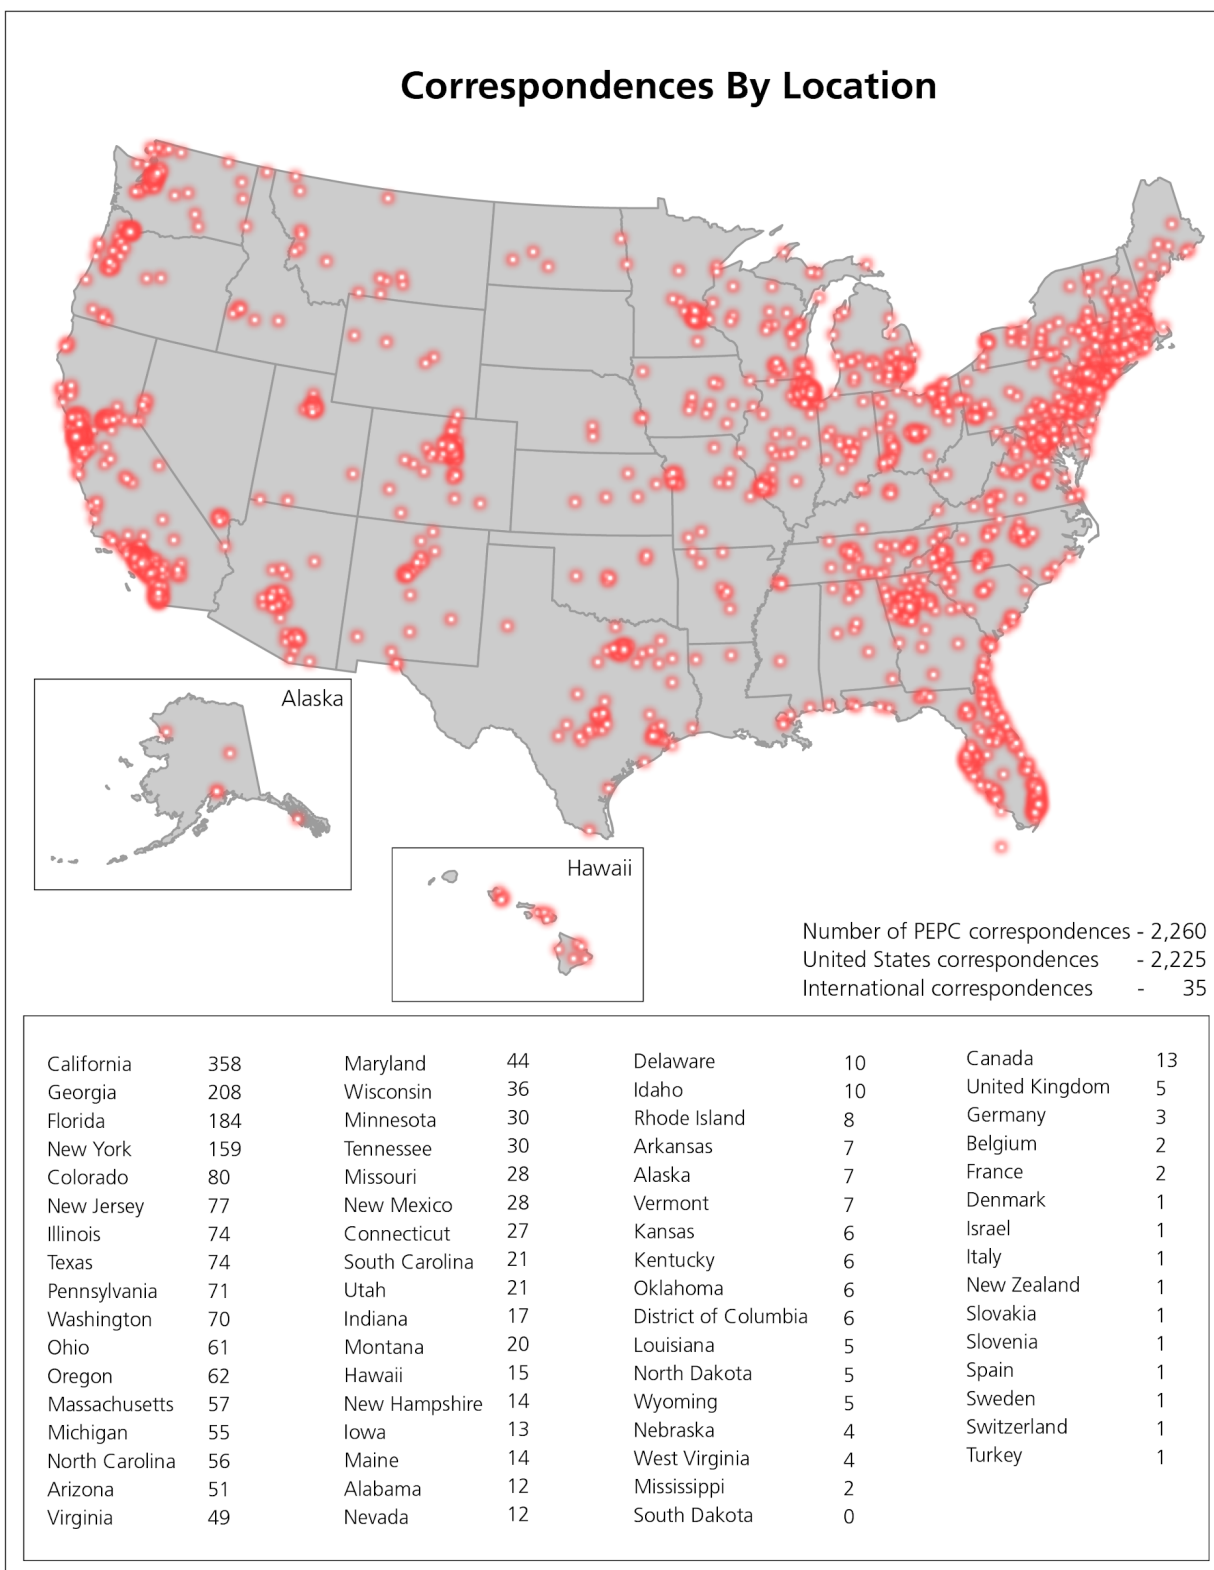 Correspondences By Location
Alaska
Hawaii
Number of PEPC correspondences - 2,260
United States correspondences - 2,225
International correspondences - 35
California 358
Georgia 208
Florida 184
New York 159
Colorado 80
New Jersey 77
Illinois 74
Texas 74
Pennsylvania 71
Washington 70
Ohio 61
Oregon 62
Massachusetts 57
Michigan 55
North Carolina 56
Arizona 51
Virginia 49
Maryland 44
Wisconsin 36
Minnesota 30
Tennessee 30
Missouri 28
New Mexico 28
Connecticut 27
South Carolina 21
Utah 21
Indiana 17
Montana 20
Hawaii 15
New Hampshire 14
Iowa 13
Maine 14
Alabama 12
Nevada 12
Delaware 10
Idaho 10
Rhode Island 8
Arkansas 7
Alaska 7
Vermont 7
Kansas 6
Kentucky 6
Oklahoma 6
District of Columbia 6
Louisiana 5
North Dakota 5
Wyoming 5
Nebraska 4
West Virginia 4
Mississippi 2
South Dakota 0
Canada 13
United Kingdom 5
Germany 3
Belgium 2
France 2
Denmark 1
Israel 1
Italy 1
New Zealand 1
Slovakia 1
Slovenia 1
Spain 1
Sweden 1
Switzerland 1
Turkey 1